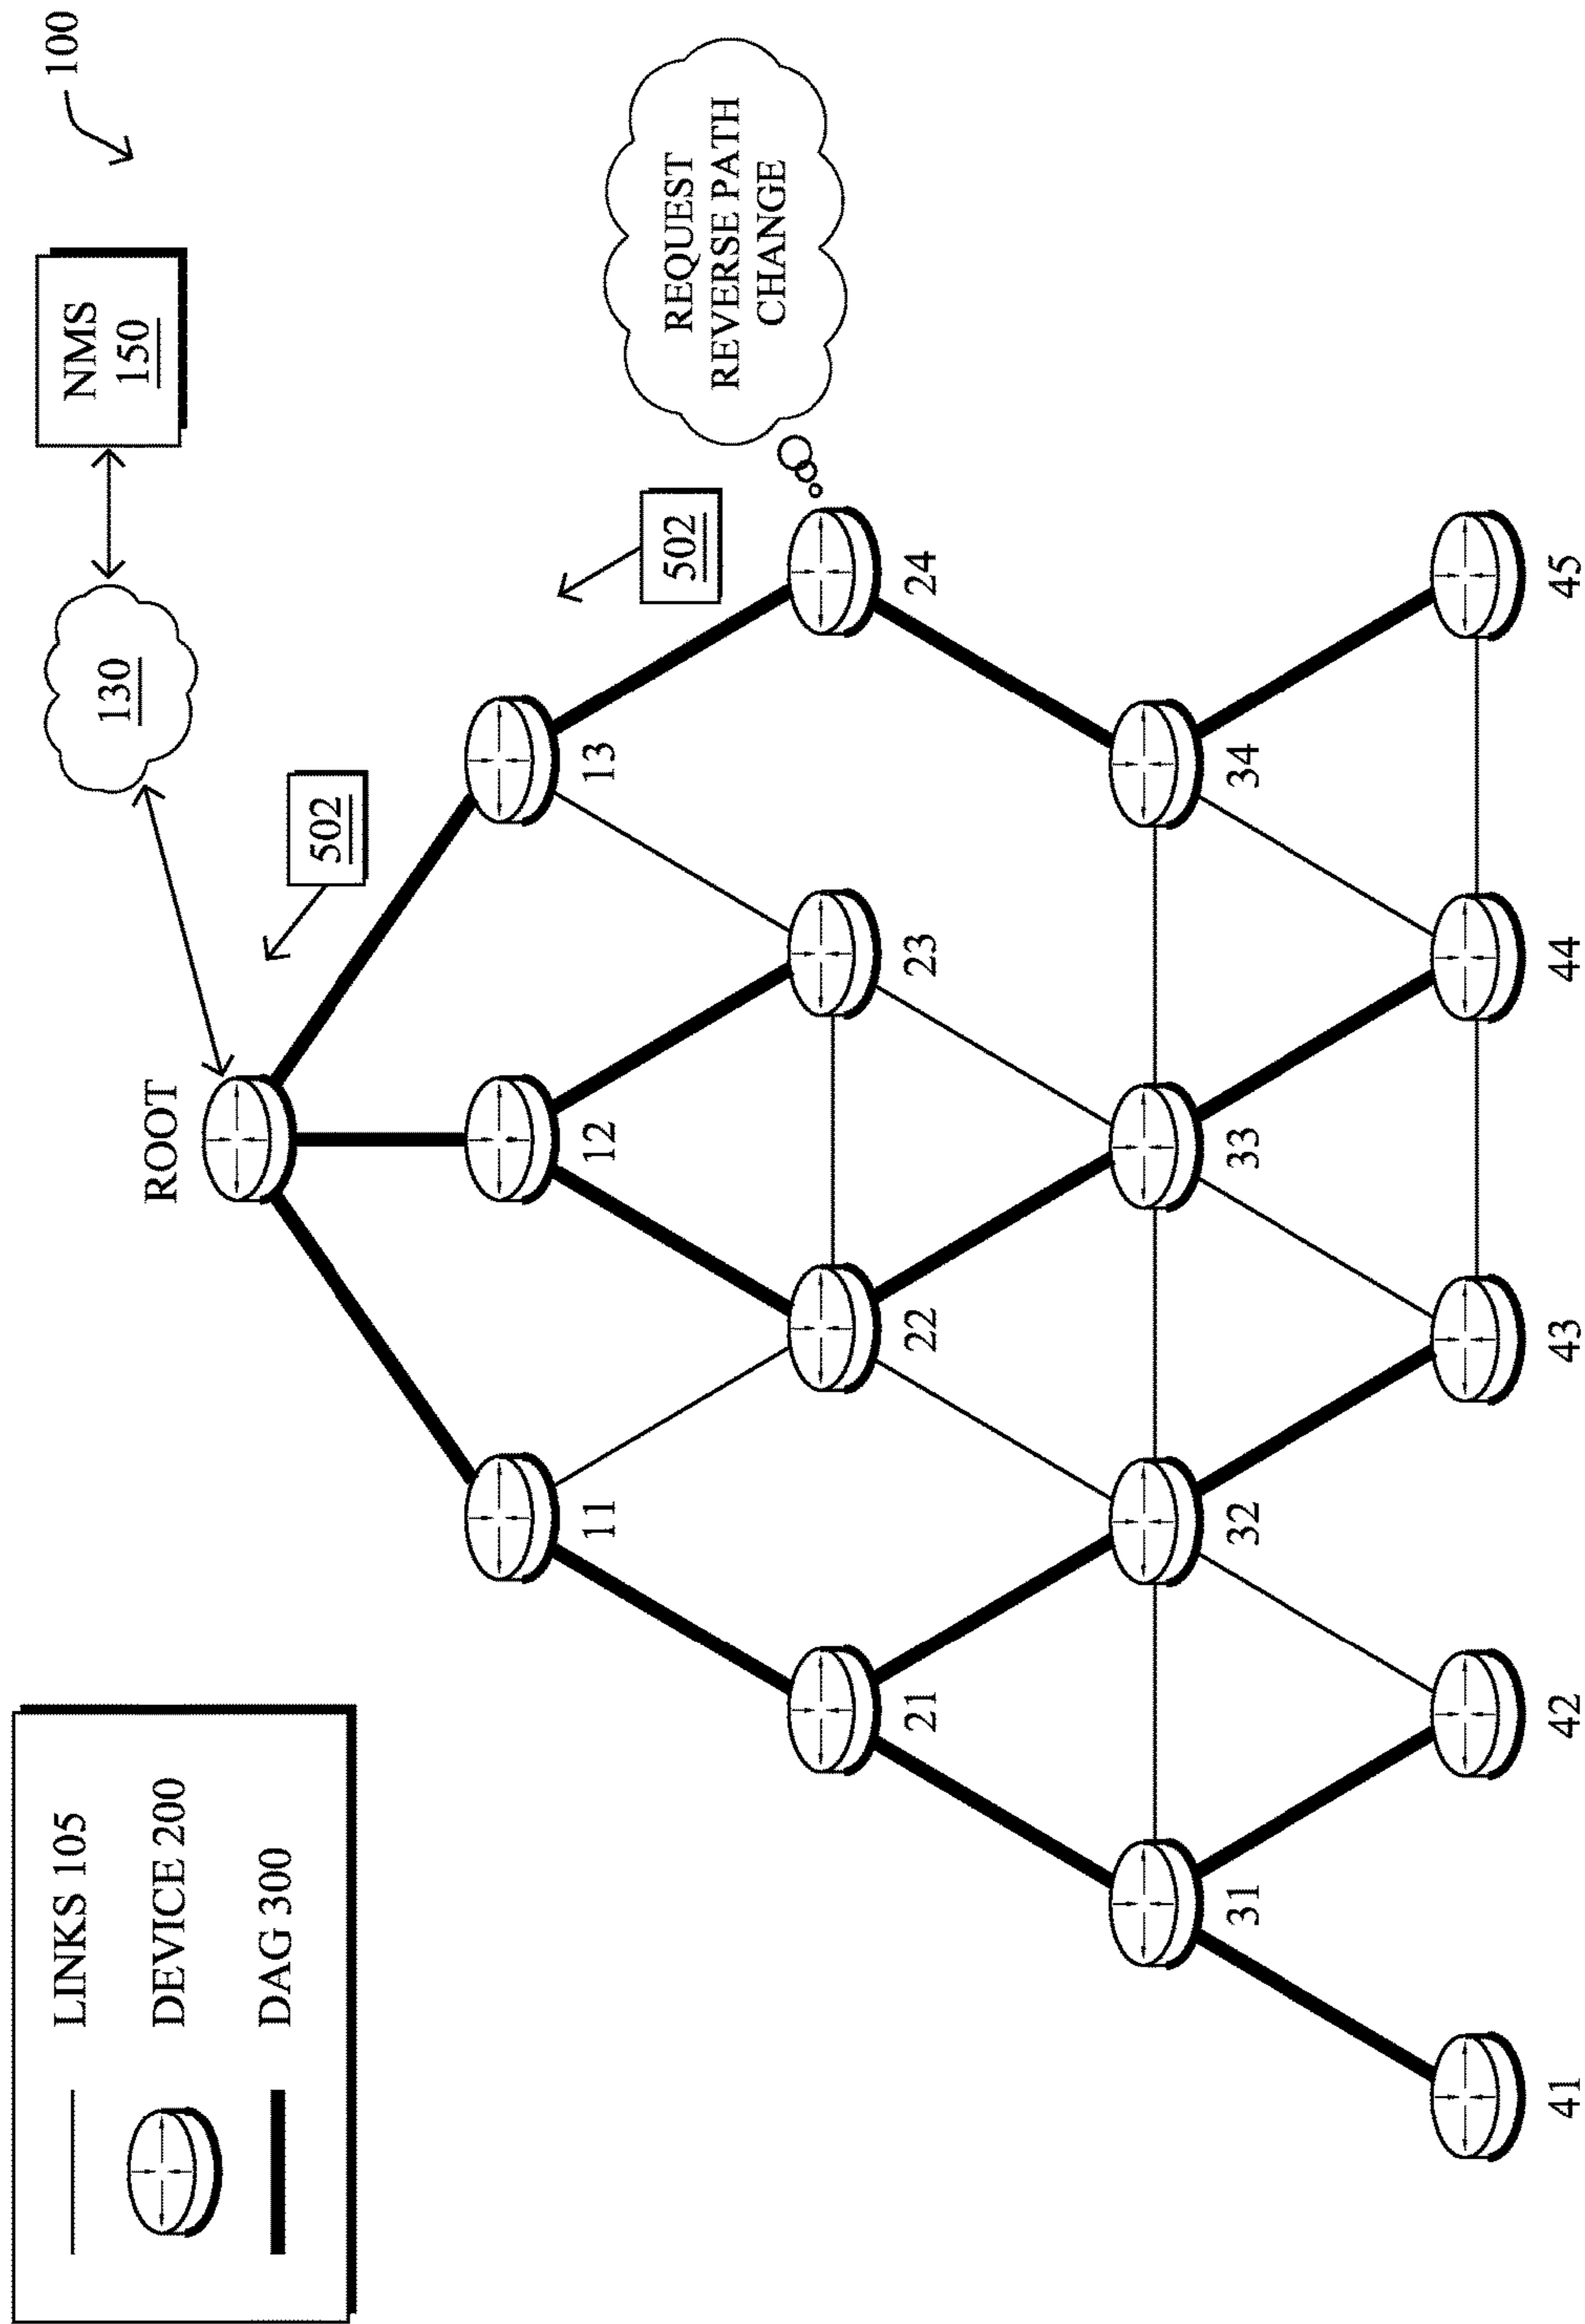 LINKS 105
DEVICE 200
DAG 300
ROOT
130
NMS
150
100
502
502
REQUEST
REVERSE PATH
CHANGE
11
12
13
21
22
23
24
31
32
33
34
41
42
43
44
45